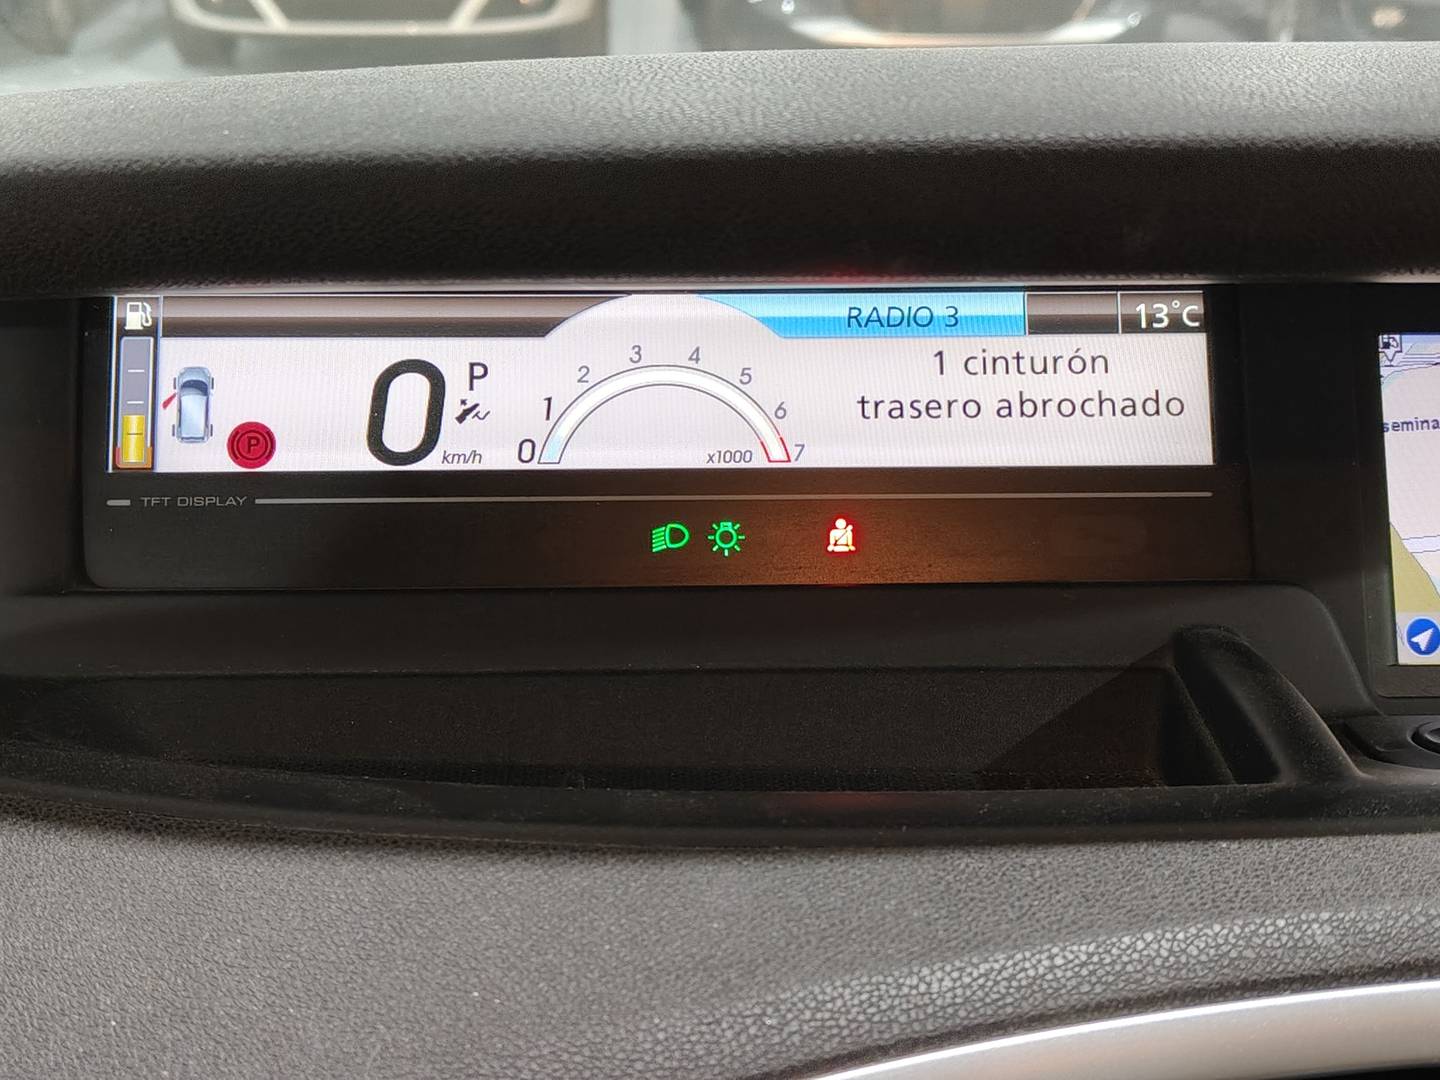 RADIO 3
13°C
1 cinturón
trasero abrochado
0 P
km/h
0 1 2 3 4 5 6 7
x1000
P
TFT DISPLAY
semina